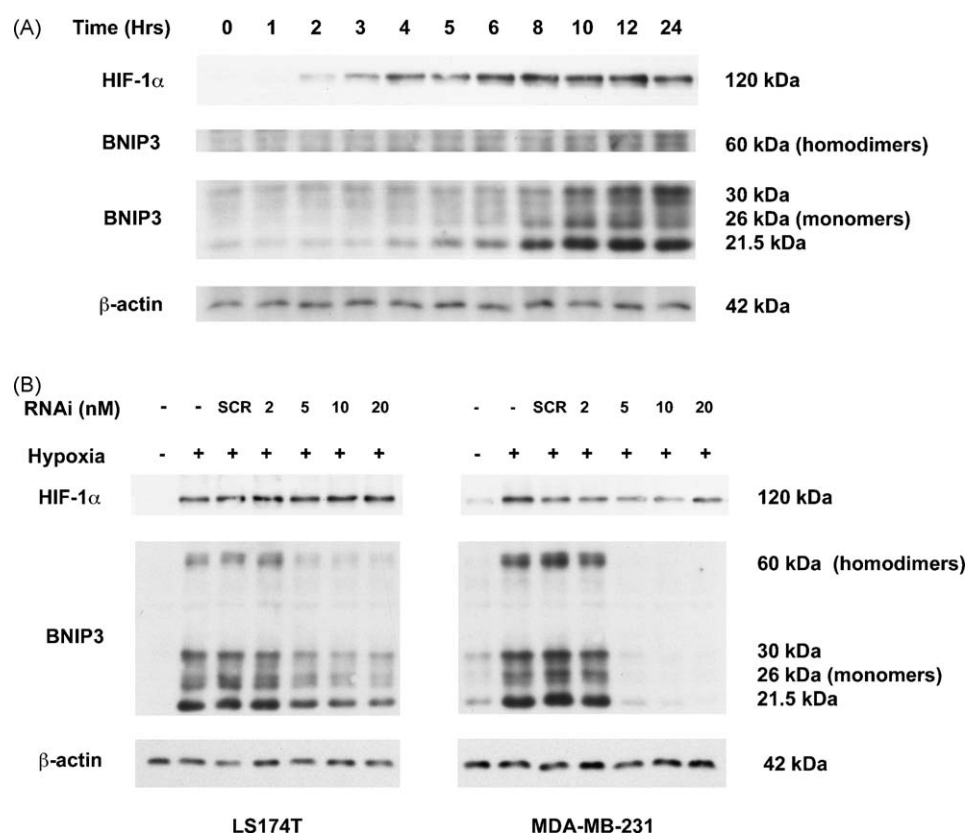 (A) Time (Hrs) 0 1 2 3 4 5 6 8 10 12 24
HIF-1α 120 kDa
BNIP3 60 kDa (homodimers)
30 kDa
BNIP3 26 kDa (monomers)
21.5 kDa
β-actin 42 kDa
(B)
RNAi (nM) - - SCR 2 5 10 20 - - SCR 2 5 10 20
Hypoxia - + + + + + + - + + + + + +
HIF-1α 120 kDa
60 kDa (homodimers)
BNIP3
30 kDa
26 kDa (monomers)
21.5 kDa
β-actin 42 kDa
LS174T MDA-MB-231